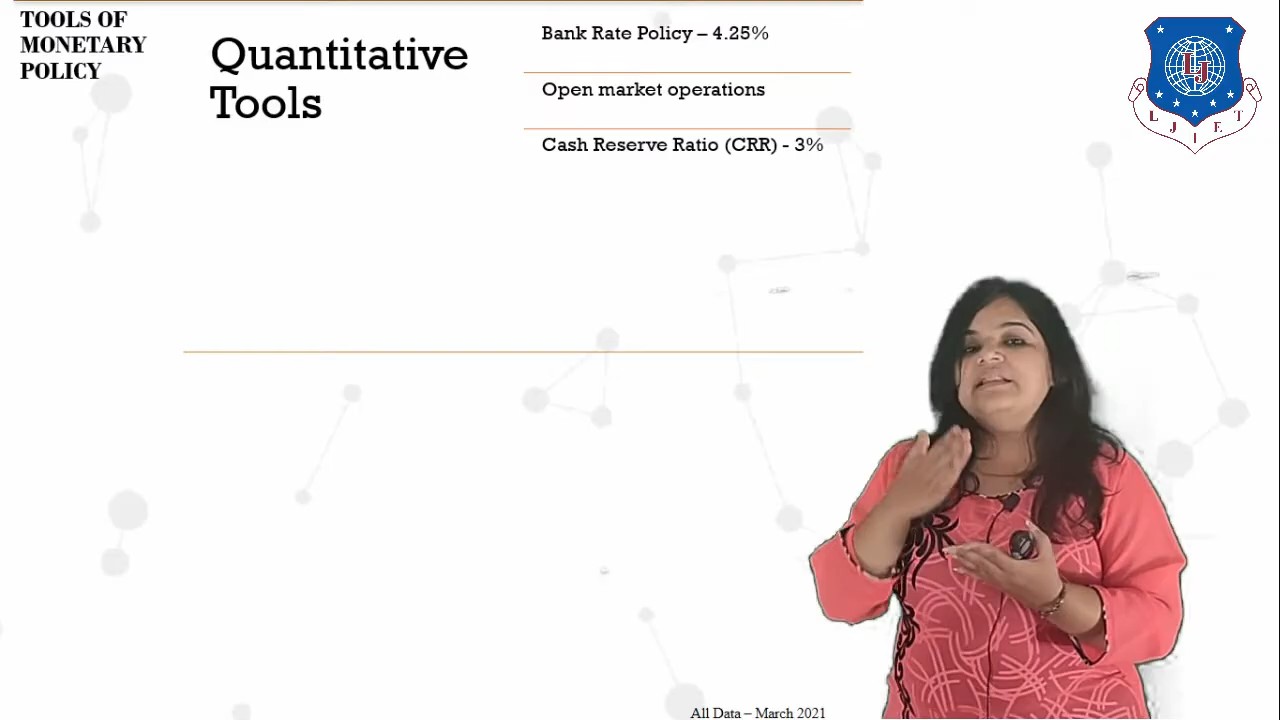 TOOLS OF
MONETARY
POLICY
Quantitative
Tools
Bank Rate Policy – 4.25%
Open market operations
Cash Reserve Ratio (CRR) - 3%
LJ
L J I E T
All Data – March 2021